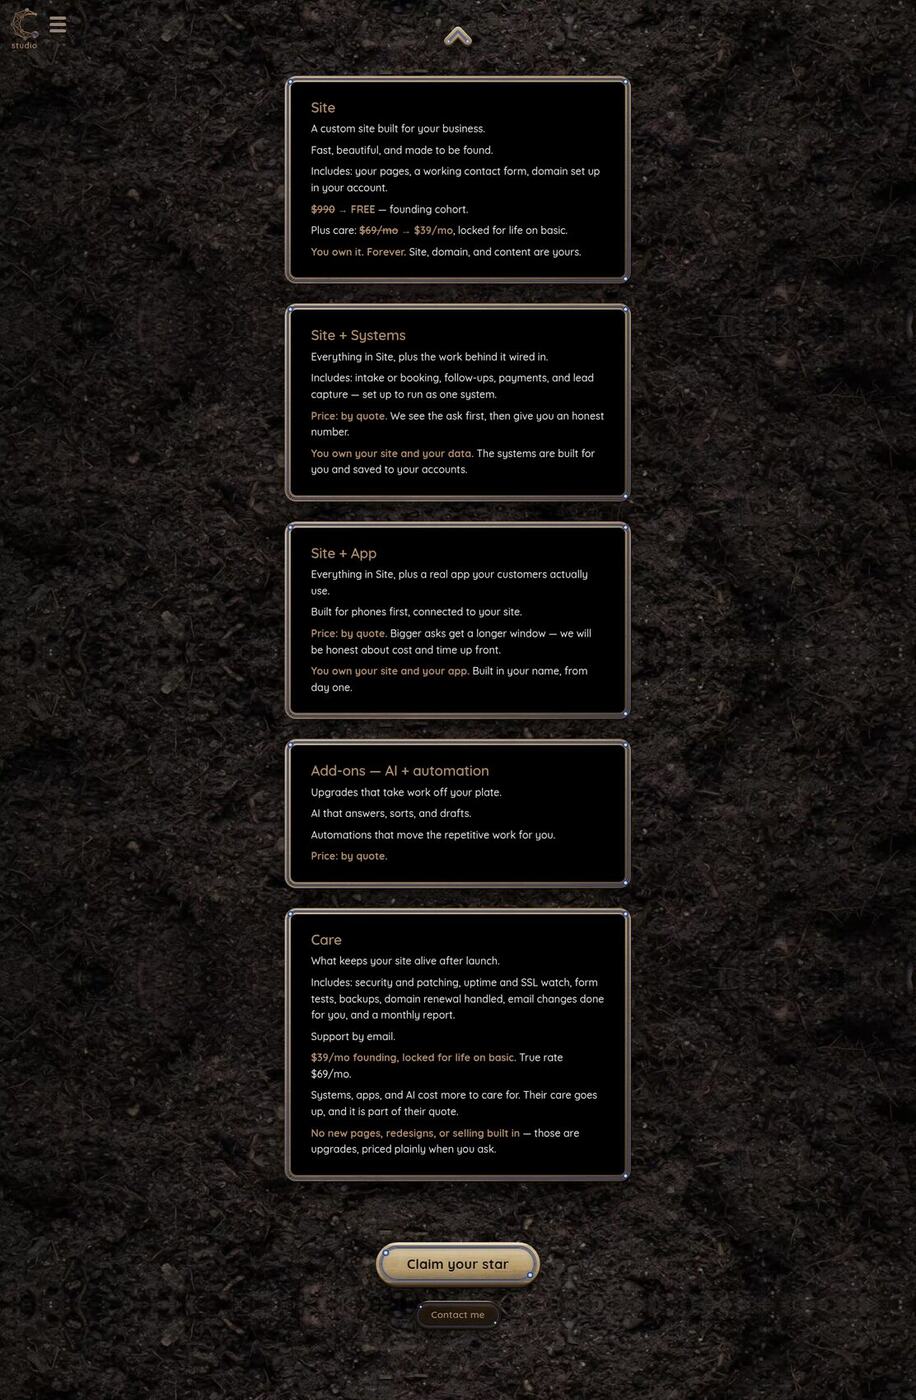 studio
Site
A custom site built for your business.
Fast, beautiful, and made to be found.
Includes: your pages, a working contact form, domain set up
in your account.
$990 → FREE — founding cohort.
Plus care: $69/mo → $39/mo, locked for life on basic.
You own it. Forever. Site, domain, and content are yours.
Site + Systems
Everything in Site, plus the work behind it wired in.
Includes: intake or booking, follow-ups, payments, and lead
capture — set up to run as one system.
Price: by quote. We see the ask first, then give you an honest
number.
You own your site and your data. The systems are built for
you and saved to your accounts.
Site + App
Everything in Site, plus a real app your customers actually
use.
Built for phones first, connected to your site.
Price: by quote. Bigger asks get a longer window — we will
be honest about cost and time up front.
You own your site and your app. Built in your name, from
day one.
Add-ons — AI + automation
Upgrades that take work off your plate.
AI that answers, sorts, and drafts.
Automations that move the repetitive work for you.
Price: by quote.
Care
What keeps your site alive after launch.
Includes: security and patching, uptime and SSL watch, form
tests, backups, domain renewal handled, email changes done
for you, and a monthly report.
Support by email.
$39/mo founding, locked for life on basic. True rate
$69/mo.
Systems, apps, and AI cost more to care for. Their care goes
up, and it is part of their quote.
No new pages, redesigns, or selling built in — those are
upgrades, priced plainly when you ask.
Claim your star
Contact me